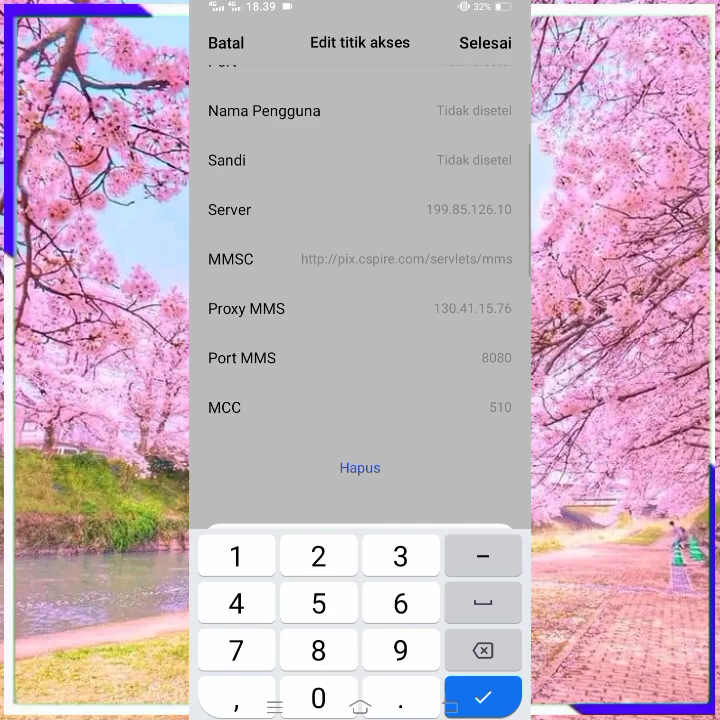 4G 4G 18.39 32%
Batal Edit titik akses Selesai
Nama Pengguna Tidak disetel
Sandi Tidak disetel
Server 199.85.126.10
MMSC http://pix.cspire.com/servlets/mms
Proxy MMS 130.41.15.76
Port MMS 8080
MCC 510
Hapus
1 2 3 -
4 5 6
7 8 9
, 0 .